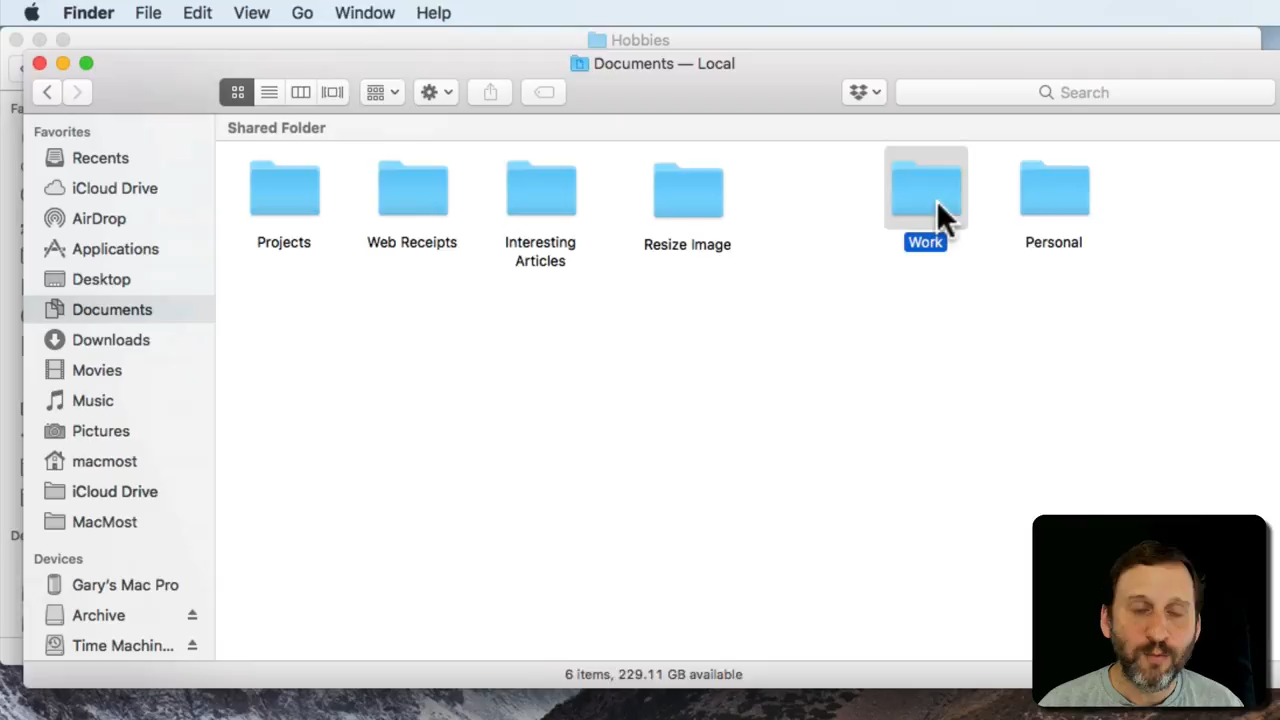 Finder File Edit View Go Window Help
Hobbies
Documents — Local
Search
Fa
Favorites
Recents
iCloud Drive
AirDrop
Applications
Desktop
Documents
Downloads
Movies
Music
Pictures
macmost
iCloud Drive
MacMost
De
Devices
Gary's Mac Pro
Archive
Time Machin...
Shared Folder
Projects
Web Receipts
Interesting
Articles
Resize Image
Work
Personal
6 items, 229.11 GB available